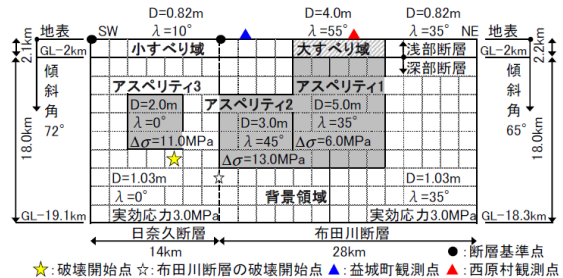 D=0.82m D=4.0m D=0.82m
地表 SW λ=10° λ=55° λ=35° NE 地表
2.1km GL-2km 小すべり域 大すべり域 浅部断層 GL-2km 2.2km
深部断層
傾斜角72° 18.0km アスペリティ3 アスペリティ1 傾斜角65° 18.0km
D=2.0m アスペリティ2 D=5.0m
λ=0° D=3.0m λ=35°
Δσ=11.0MPa λ=45° Δσ=6.0MPa
Δσ=13.0MPa
D=1.03m D=1.03m
λ=0° 背景領域 λ=35°
GL-19.1km 実効応力3.0MPa 実効応力3.0MPa GL-18.3km
日奈久断層 布田川断層 ●:断層基準点
14km 28km
☆:破壊開始点 ☆:布田川断層の破壊開始点 ▲:益城町観測点 ▲:西原村観測点